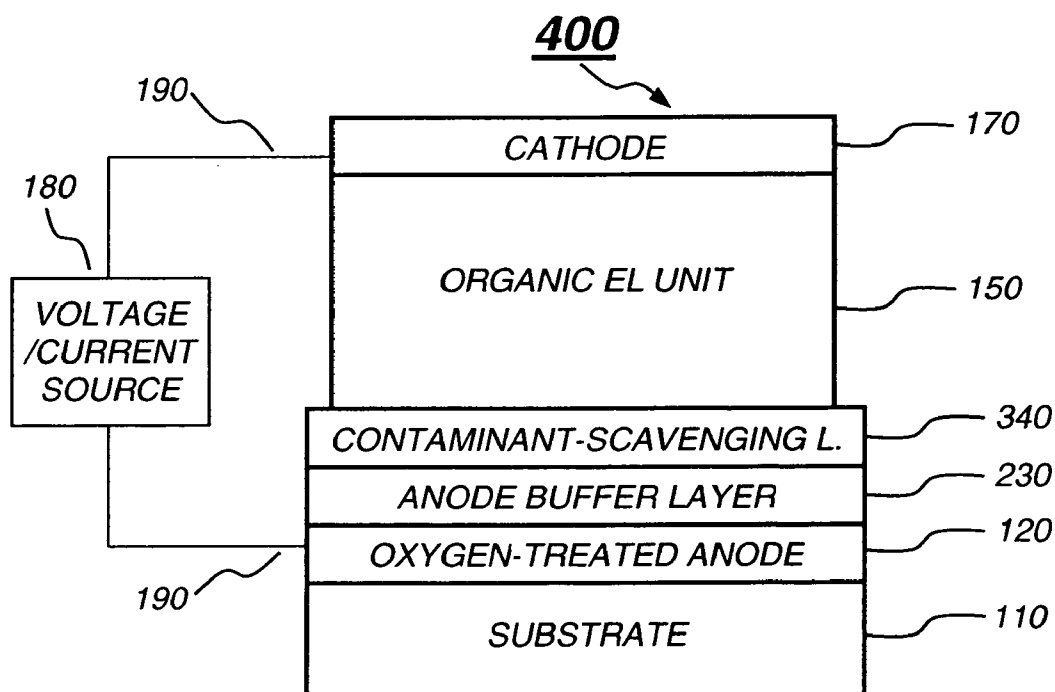 400
190
170
CATHODE
180
ORGANIC EL UNIT
150
VOLTAGE
/CURRENT
SOURCE
340
CONTAMINANT-SCAVENGING L.
230
ANODE BUFFER LAYER
120
OXYGEN-TREATED ANODE
190
110
SUBSTRATE